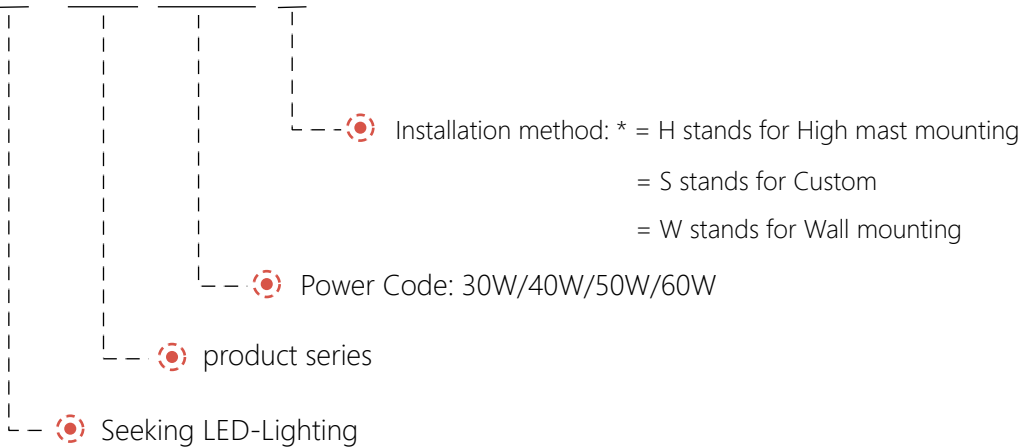 Installation method: * = H stands for High mast mounting
= S stands for Custom
= W stands for Wall mounting
Power Code: 30W/40W/50W/60W
product series
Seeking LED-Lighting